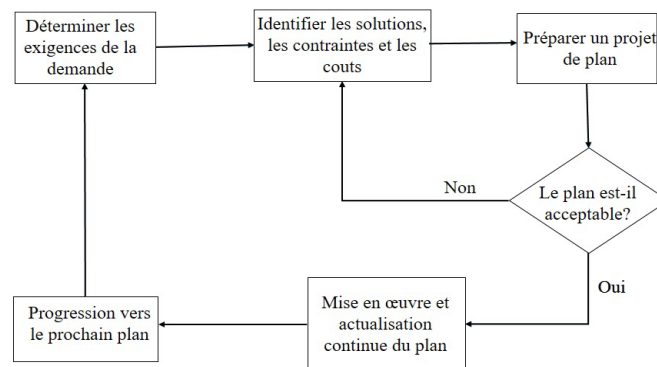 Déterminer les
exigences de la
demande
Identifier les solutions,
les contraintes et les
couts
Préparer un projet
de plan
Le plan est-il
acceptable?
Non
Oui
Mise en œuvre et
actualisation
continue du plan
Progression vers
le prochain plan